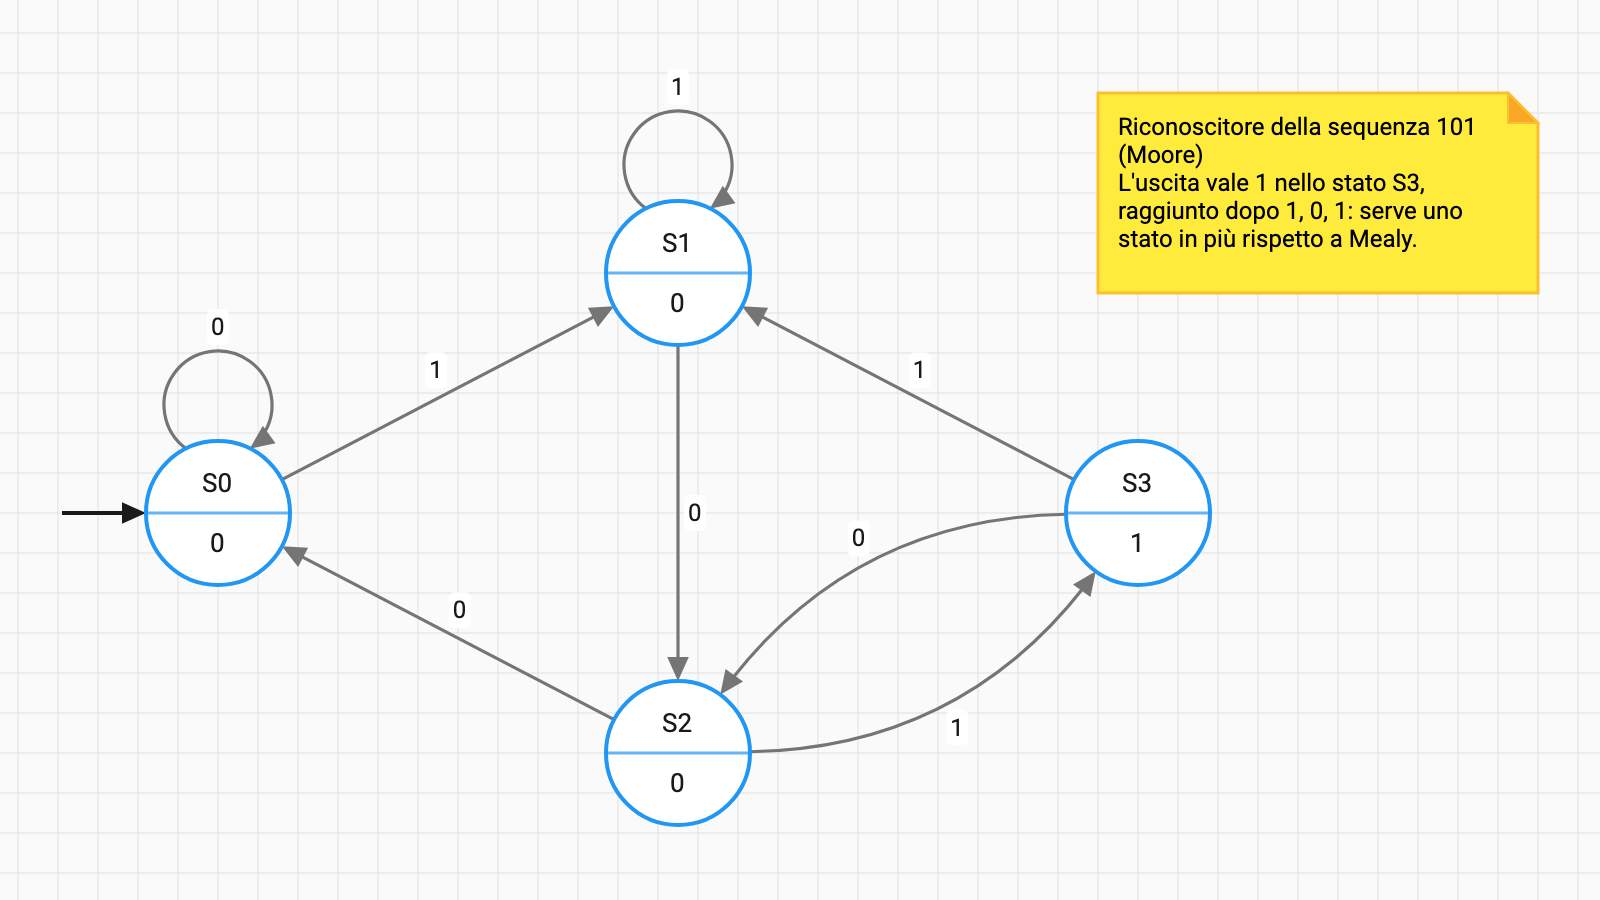 1
Riconoscitore della sequenza 101
(Moore)
L'uscita vale 1 nello stato S3,
raggiunto dopo 1, 0, 1: serve uno
stato in più rispetto a Mealy.
S1
0
0
1
1
S0
0
S3
1
0
0
0
1
S2
0